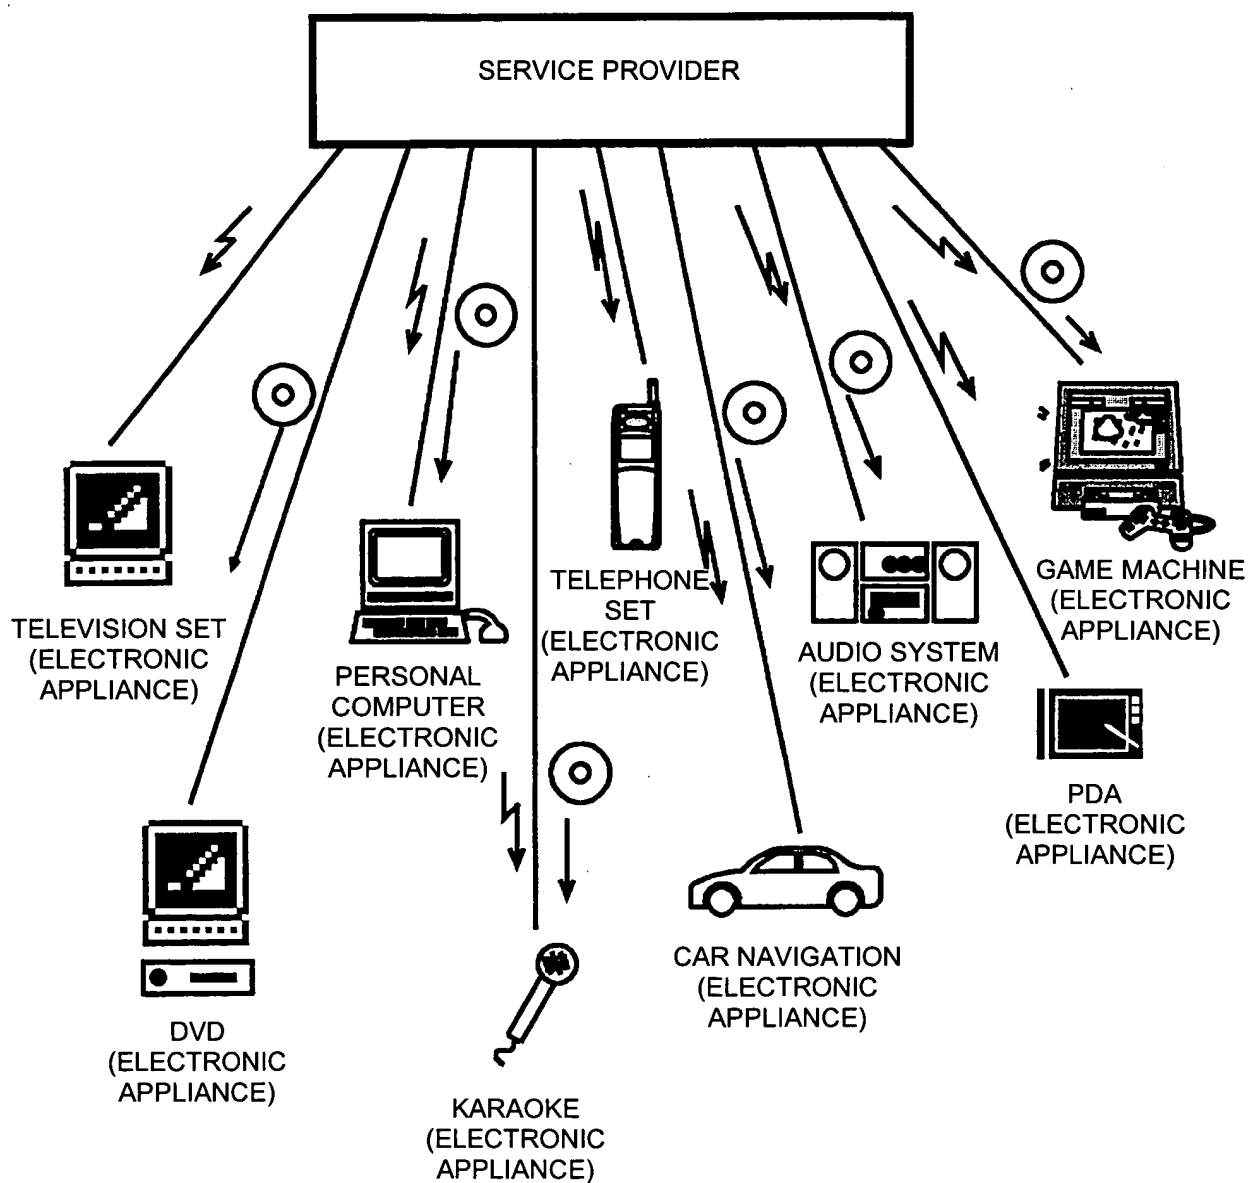 SERVICE PROVIDER
TELEVISION SET
(ELECTRONIC
APPLIANCE)
DVD
(ELECTRONIC
APPLIANCE)
PERSONAL
COMPUTER
(ELECTRONIC
APPLIANCE)
KARAOKE
(ELECTRONIC
APPLIANCE)
TELEPHONE
SET
(ELECTRONIC
APPLIANCE)
CAR NAVIGATION
(ELECTRONIC
APPLIANCE)
AUDIO SYSTEM
(ELECTRONIC
APPLIANCE)
PDA
(ELECTRONIC
APPLIANCE)
GAME MACHINE
(ELECTRONIC
APPLIANCE)